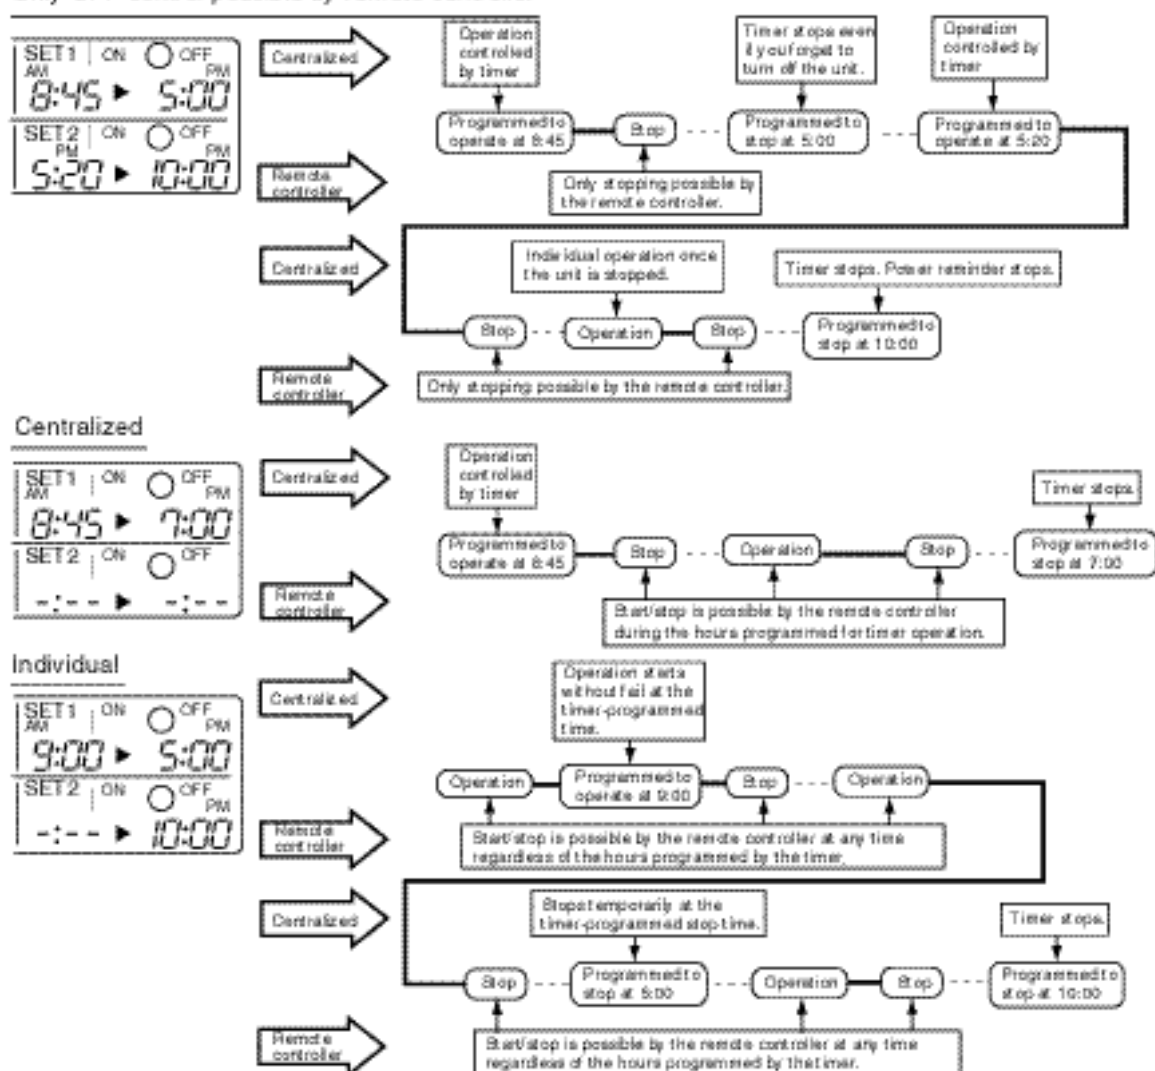 SET1 ON OFF
AM PM
8:45 ▶ 5:00
SET2 ON OFF
PM PM
5:20 ▶ 10:00
Centralized
Operation
controlled
by timer
Timer stops even
if you forget to
turn off the unit.
Operation
controlled by
timer
Programmed to
operate at 8:45
Stop
Programmed to
stop at 5:00
Programmed to
operate at 5:20
Remote
controller
Only stopping possible by
the remote controller.
Centralized
Individual operation once
the unit is stopped.
Timer stops. Power reminder stops.
Stop
Operation
Stop
Programmed to
stop at 10:00
Remote
controller
Only stopping possible by the remote controller.
Centralized
SET1 ON OFF
AM PM
8:45 ▶ 7:00
SET2 ON OFF
-:-- ▶ -:--
Centralized
Operation
controlled
by timer
Timer stops.
Programmed to
operate at 8:45
Stop
Operation
Stop
Programmed to
stop at 7:00
Remote
controller
Start/stop is possible by the remote controller
during the hours programmed for timer operation.
Individual
SET1 ON OFF
AM PM
9:00 ▶ 5:00
SET2 ON OFF
PM
-:-- ▶ 10:00
Centralized
Operation starts
without fail at the
timer-programmed
time.
Operation
Programmed to
operate at 9:00
Stop
Operation
Remote
controller
Start/stop is possible by the remote controller at any time
regardless of the hours programmed by the timer.
Centralized
Stops temporarily at the
timer-programmed stop time.
Timer stops.
Stop
Programmed to
stop at 5:00
Operation
Stop
Programmed to
stop at 10:00
Remote
controller
Start/stop is possible by the remote controller at any time
regardless of the hours programmed by the timer.